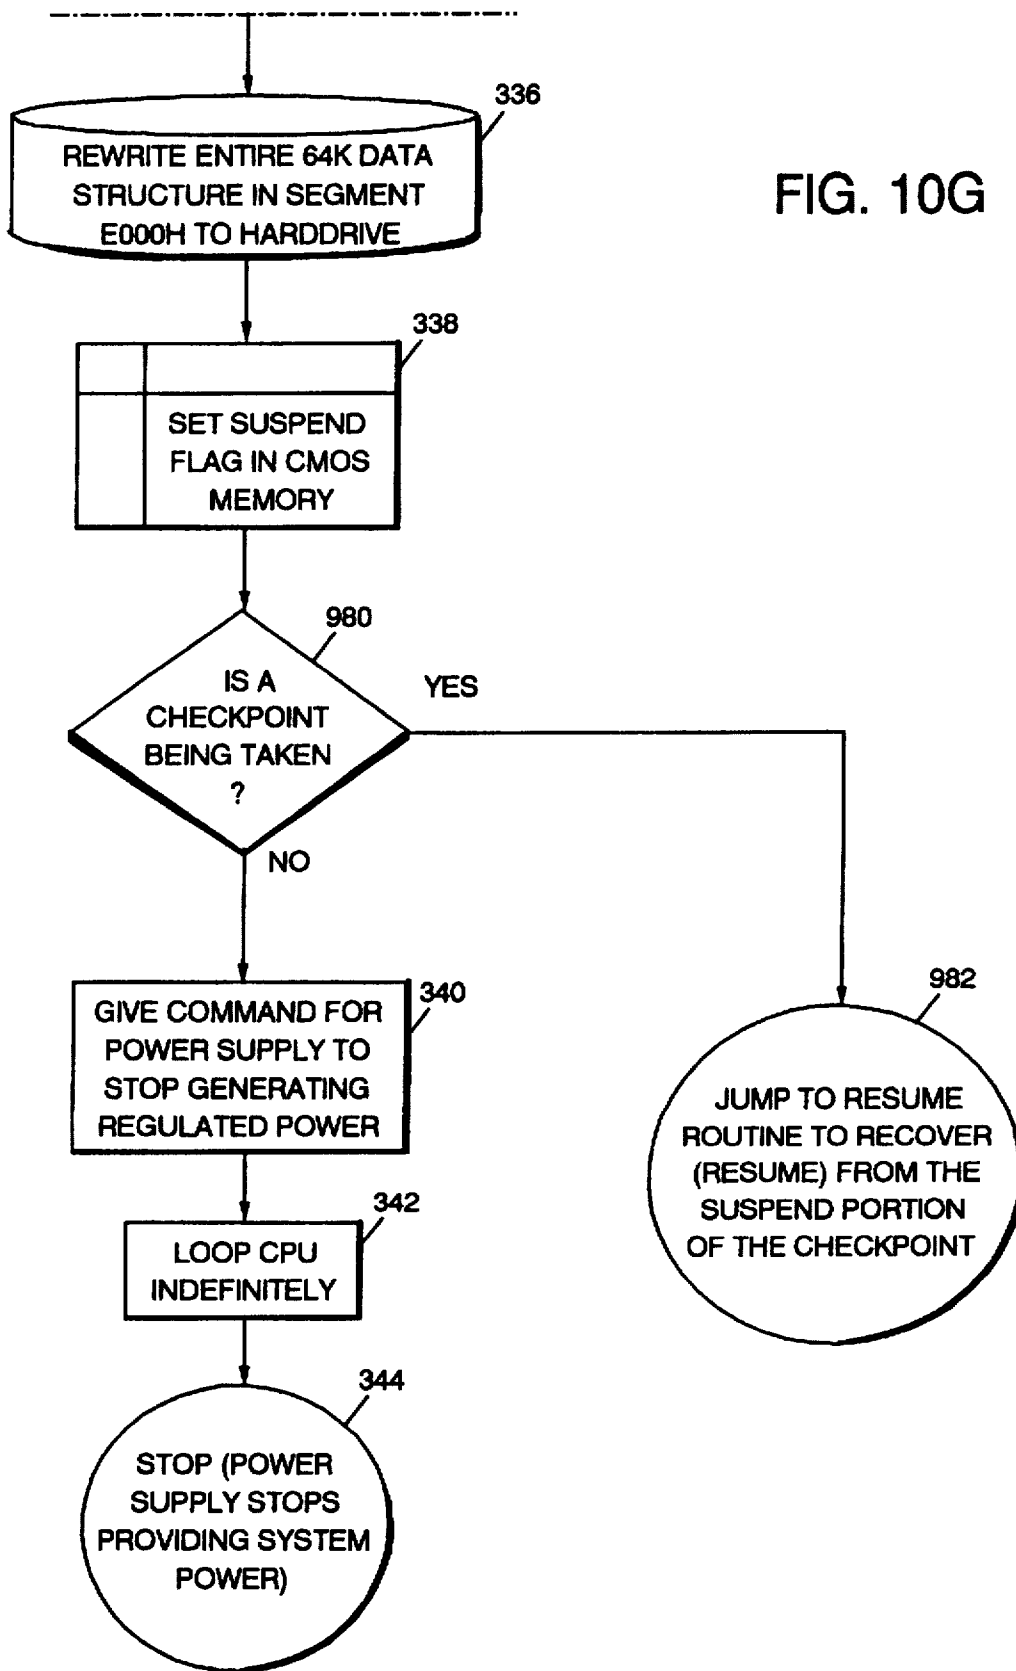 336
REWRITE ENTIRE 64K DATA
STRUCTURE IN SEGMENT
E000H TO HARDDRIVE
FIG. 10G
338
SET SUSPEND
FLAG IN CMOS
MEMORY
980
IS A
CHECKPOINT
BEING TAKEN
?
YES
NO
340
GIVE COMMAND FOR
POWER SUPPLY TO
STOP GENERATING
REGULATED POWER
342
LOOP CPU
INDEFINITELY
344
STOP (POWER
SUPPLY STOPS
PROVIDING SYSTEM
POWER)
982
JUMP TO RESUME
ROUTINE TO RECOVER
(RESUME) FROM THE
SUSPEND PORTION
OF THE CHECKPOINT